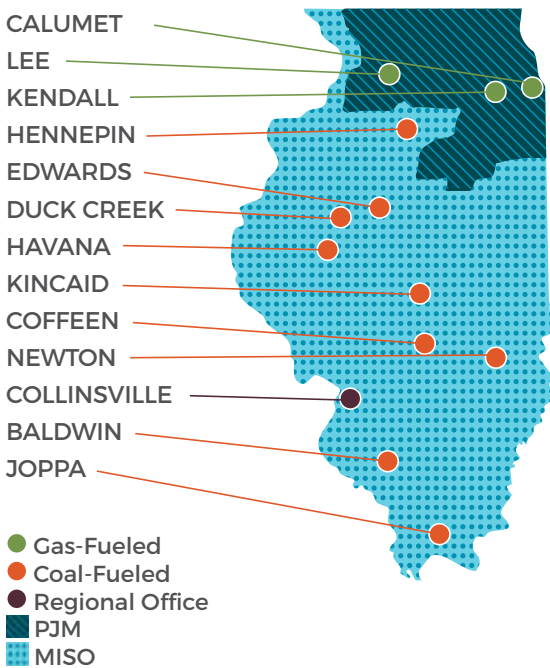 CALUMET
LEE
KENDALL
HENNEPIN
EDWARDS
DUCK CREEK
HAVANA
KINCAID
COFFEEN
NEWTON
COLLINSVILLE
BALDWIN
JOPPA
Gas-Fueled
Coal-Fueled
Regional Office
PJM
MISO